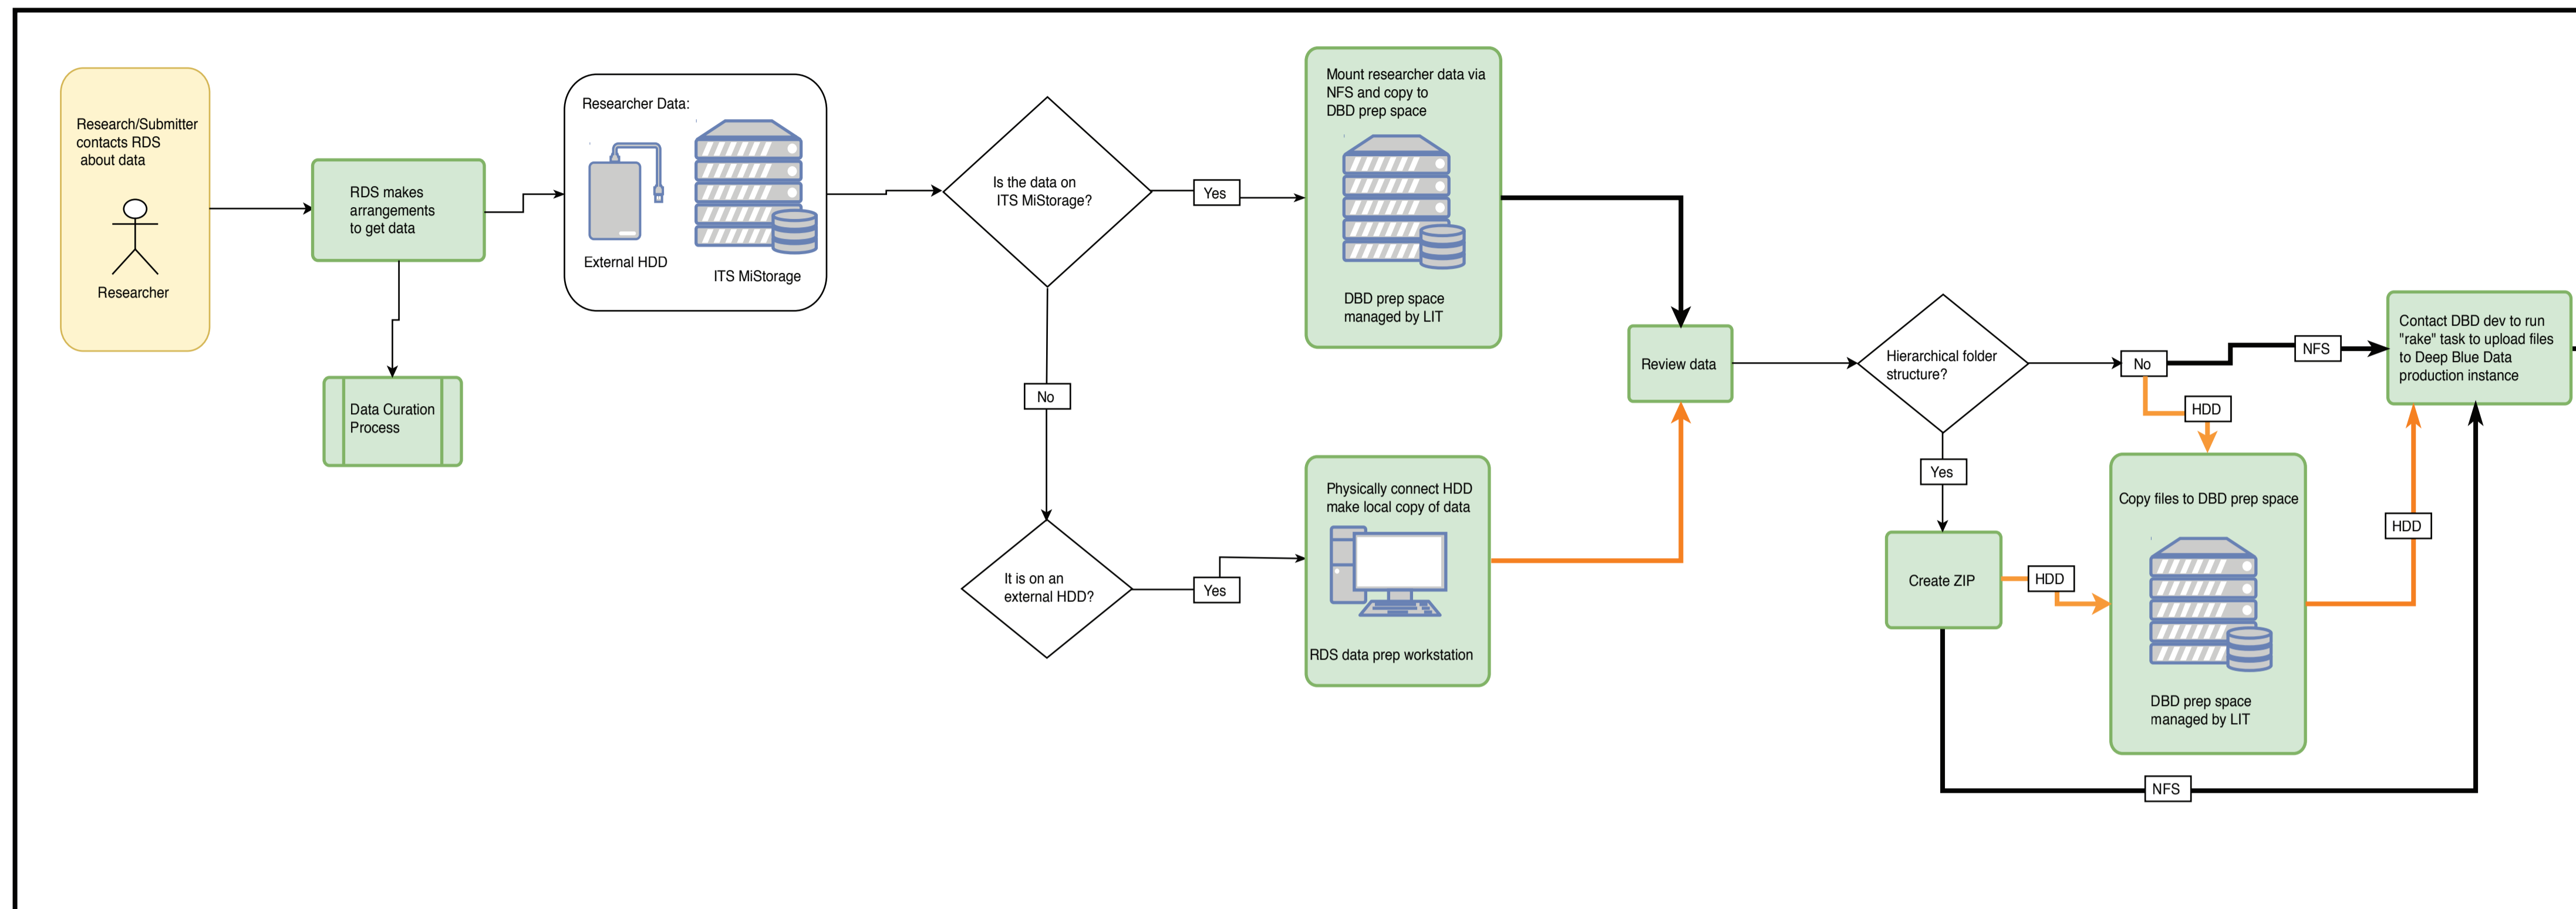 Research/Submitter
contacts RDS
about data
Researcher
RDS makes
arrangements
to get data
Data Curation
Process
Researcher Data:
External HDD
ITS MiStorage
Is the data on
ITS MiStorage?
Yes
No
It is on an
external HDD?
Yes
Mount researcher data via
NFS and copy to
DBD prep space
DBD prep space
managed by LIT
Physically connect HDD
make local copy of data
RDS data prep workstation
Review data
Hierarchical folder
structure?
No
NFS
HDD
Yes
Create ZIP
HDD
Copy files to DBD prep space
DBD prep space
managed by LIT
HDD
NFS
Contact DBD dev to run
"rake" task to upload files
to Deep Blue Data
production instance